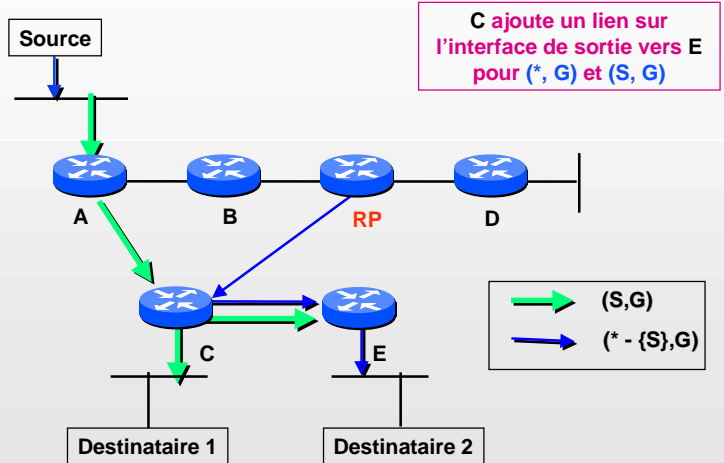 C ajoute un lien sur
l'interface de sortie vers E
pour (*, G) et (S, G)
Source
A
B
RP
D
C
E
(S,G)
(* - {S},G)
Destinataire 1
Destinataire 2